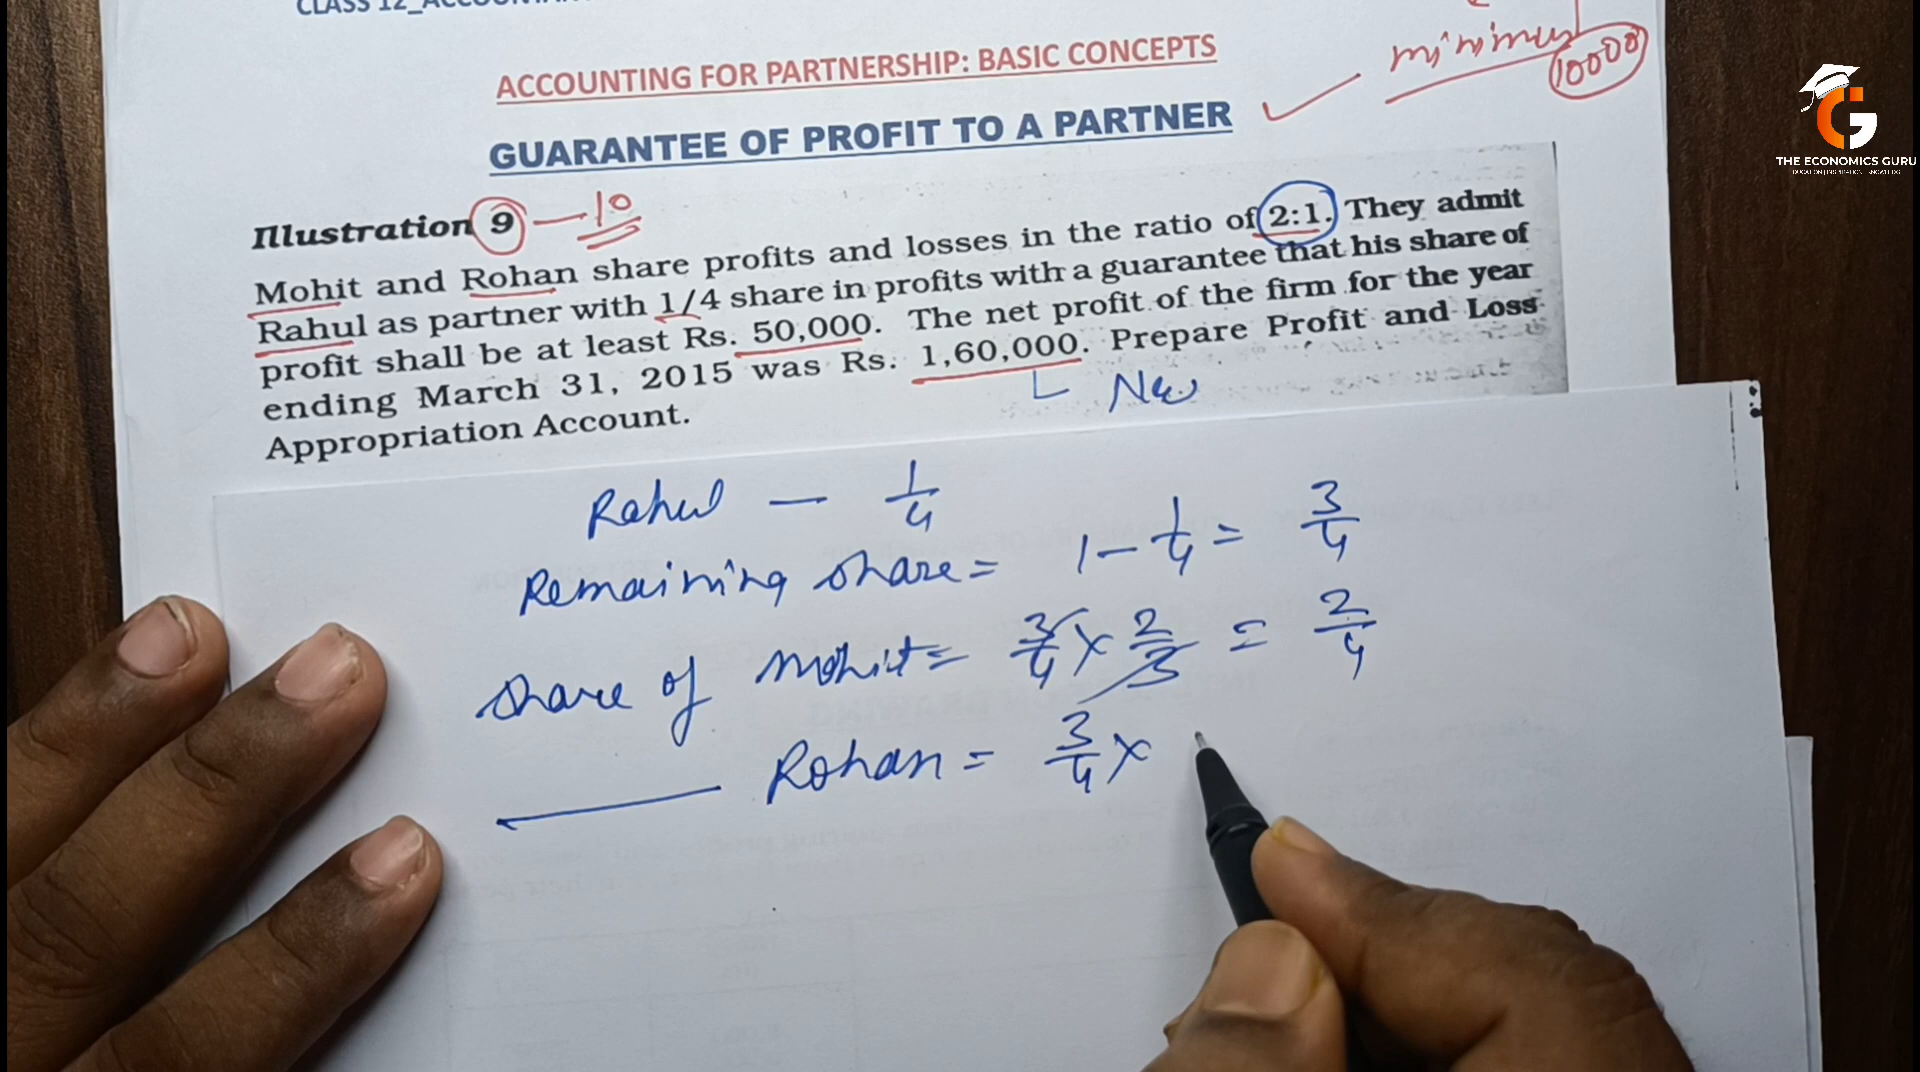 CLASS 12_ACCOUNTAN
minimum
10000
ACCOUNTING FOR PARTNERSHIP: BASIC CONCEPTS
GUARANTEE OF PROFIT TO A PARTNER
THE ECONOMICS GURU
Illustration 9 — 10
Mohit and Rohan share profits and losses in the ratio of 2:1. They admit
Rahul as partner with 1/4 share in profits with a guarantee that his share of
profit shall be at least Rs. 50,000. The net profit of the firm for the year
ending March 31, 2015 was Rs. 1,60,000. Prepare Profit and Loss
Appropriation Account.
New
Rahul — 1/4
Remaining share = 1 - 1/4 = 3/4
Share of Mohit = 3/4 x 2/3 = 2/4
Rohan = 3/4 x